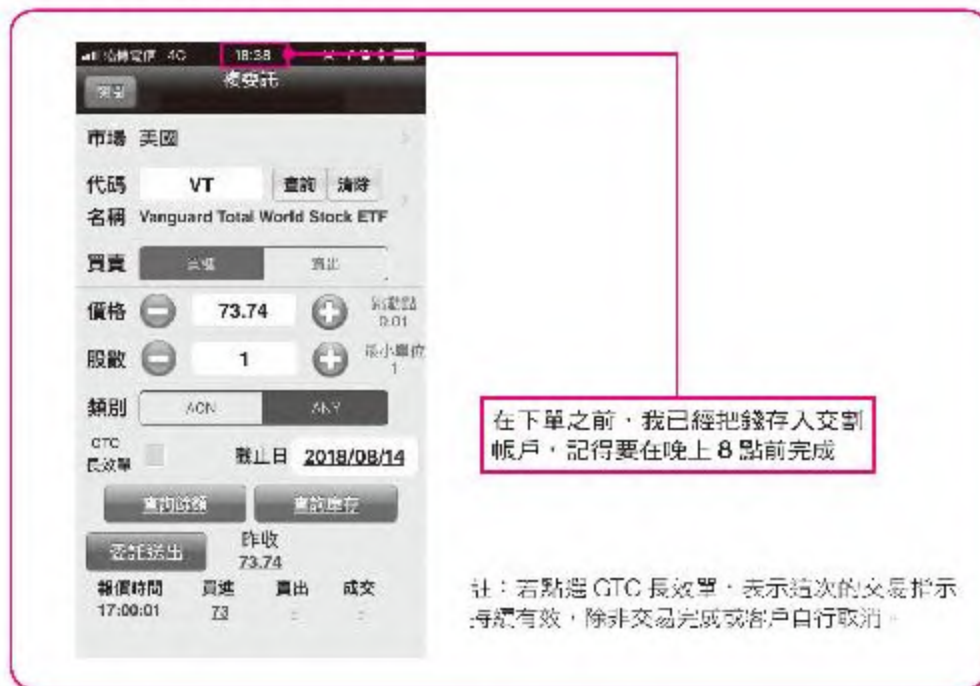 4G 18:38
複委託
市場 美國
代碼 VT 查詢 清除
名稱 Vanguard Total World Stock ETF
買賣 買進 賣出
價格 73.74 0.01
股數 1 最小單位 1
類別 AON ANY
GTC 長效單 截止日 2018/08/14
查詢餘額 查詢庫存
委託送出 昨收 73.74
報價時間 買進 賣出 成交
17:00:01 73 - -
在下單之前，我已經把錢存入交割
帳戶，記得要在晚上 8 點前完成
註：若點選 GTC 長效單，表示這次的交易指示
持續有效，除非交易完成或客戶自行取消。